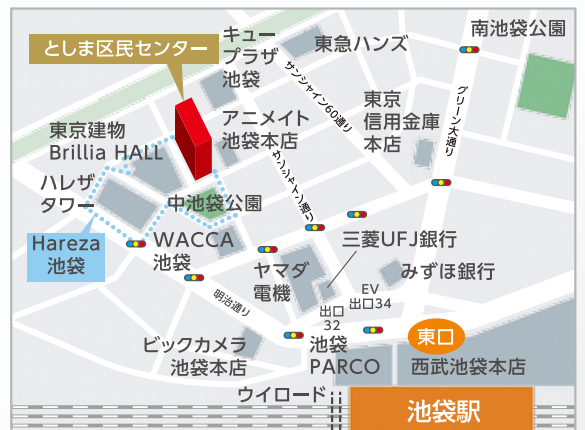 南池袋公園
キュー
プラザ
池袋
東急ハンズ
としま区民センター
サンシャイン60通り
グリーン大通り
東京
信用金庫
本店
アニメイト
池袋本店
東京建物
Brillia HALL
サンシャイン通り
ハレザ
タワー
中池袋公園
Hareza
池袋
WACCA
池袋
三菱UFJ銀行
ヤマダ
電機
みずほ銀行
EV
出口34
明治通り
出口
32
東口
ビックカメラ
池袋本店
池袋
PARCO
西武池袋本店
ウイロード
池袋駅